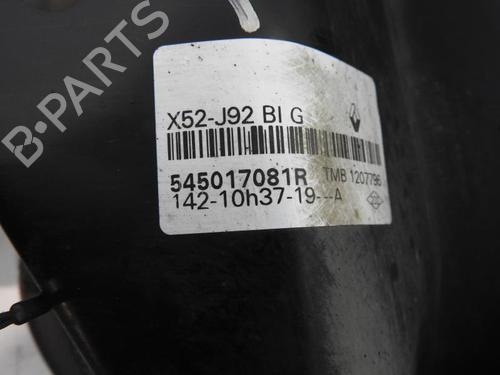 X52-J92 BI G
545017081R TMB 1207796
142-10h37-19---A
B-PARTS